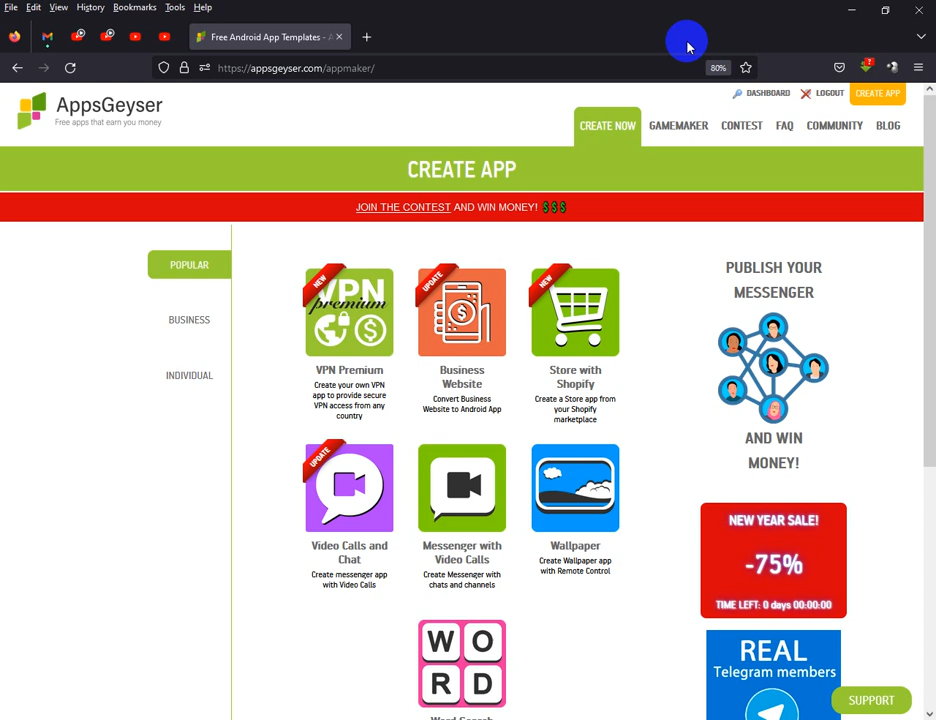 File Edit View History Bookmarks Tools Help
Free Android App Templates - A
https://appsgeyser.com/appmaker/
80%
AppsGeyser
Free apps that earn you money
DASHBOARD
LOGOUT
CREATE APP
CREATE NOW
GAMEMAKER
CONTEST
FAQ
COMMUNITY
BLOG
CREATE APP
JOIN THE CONTEST AND WIN MONEY! $ $ $
POPULAR
BUSINESS
INDIVIDUAL
NEW
VPN
premium
VPN Premium
Create your own VPN
app to provide secure
VPN access from any
country
UPDATE
Business
Website
Convert Business
Website to Android App
NEW
Store with
Shopify
Create a Store app from
your Shopify
marketplace
UPDATE
Video Calls and
Chat
Create messenger app
with Video Calls
Messenger with
Video Calls
Create Messenger with
chats and channels
Wallpaper
Create Wallpaper app
with Remote Control
W O
R D
Word Search
PUBLISH YOUR
MESSENGER
AND WIN
MONEY!
NEW YEAR SALE!
-75%
TIME LEFT: 0 days 00:00:00
REAL
Telegram members
SUPPORT